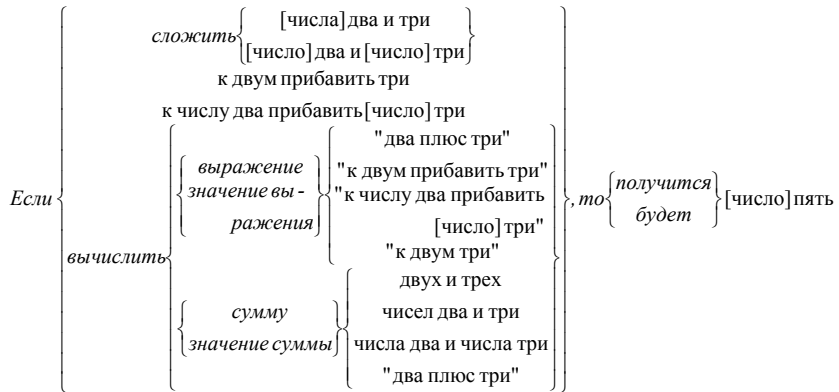 сложить { [числа] два и три
[число] два и [число] три }
к двум прибавить три
к числу два прибавить [число] три
"два плюс три"
выражение
"к двум прибавить три"
значение вы-
"к числу два прибавить
ражения
[число] три"
Если
, то { получится
будет } [число] пять
"к двум три"
вычислить
двух и трех
сумму
чисел два и три
значение суммы
числа два и числа три
"два плюс три"